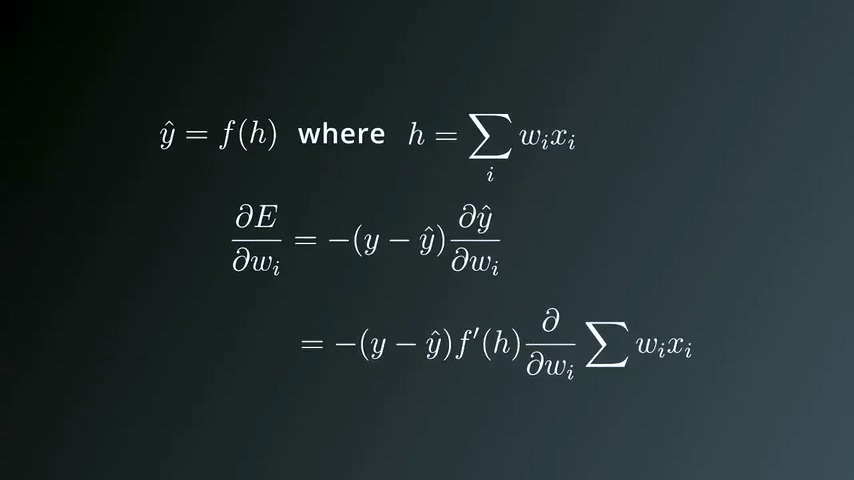 ŷ = f(h) where h = ∑_i w_i x_i
∂E/∂w_i = −(y − ŷ) ∂ŷ/∂w_i
= −(y − ŷ)f′(h) ∂/∂w_i ∑ w_i x_i